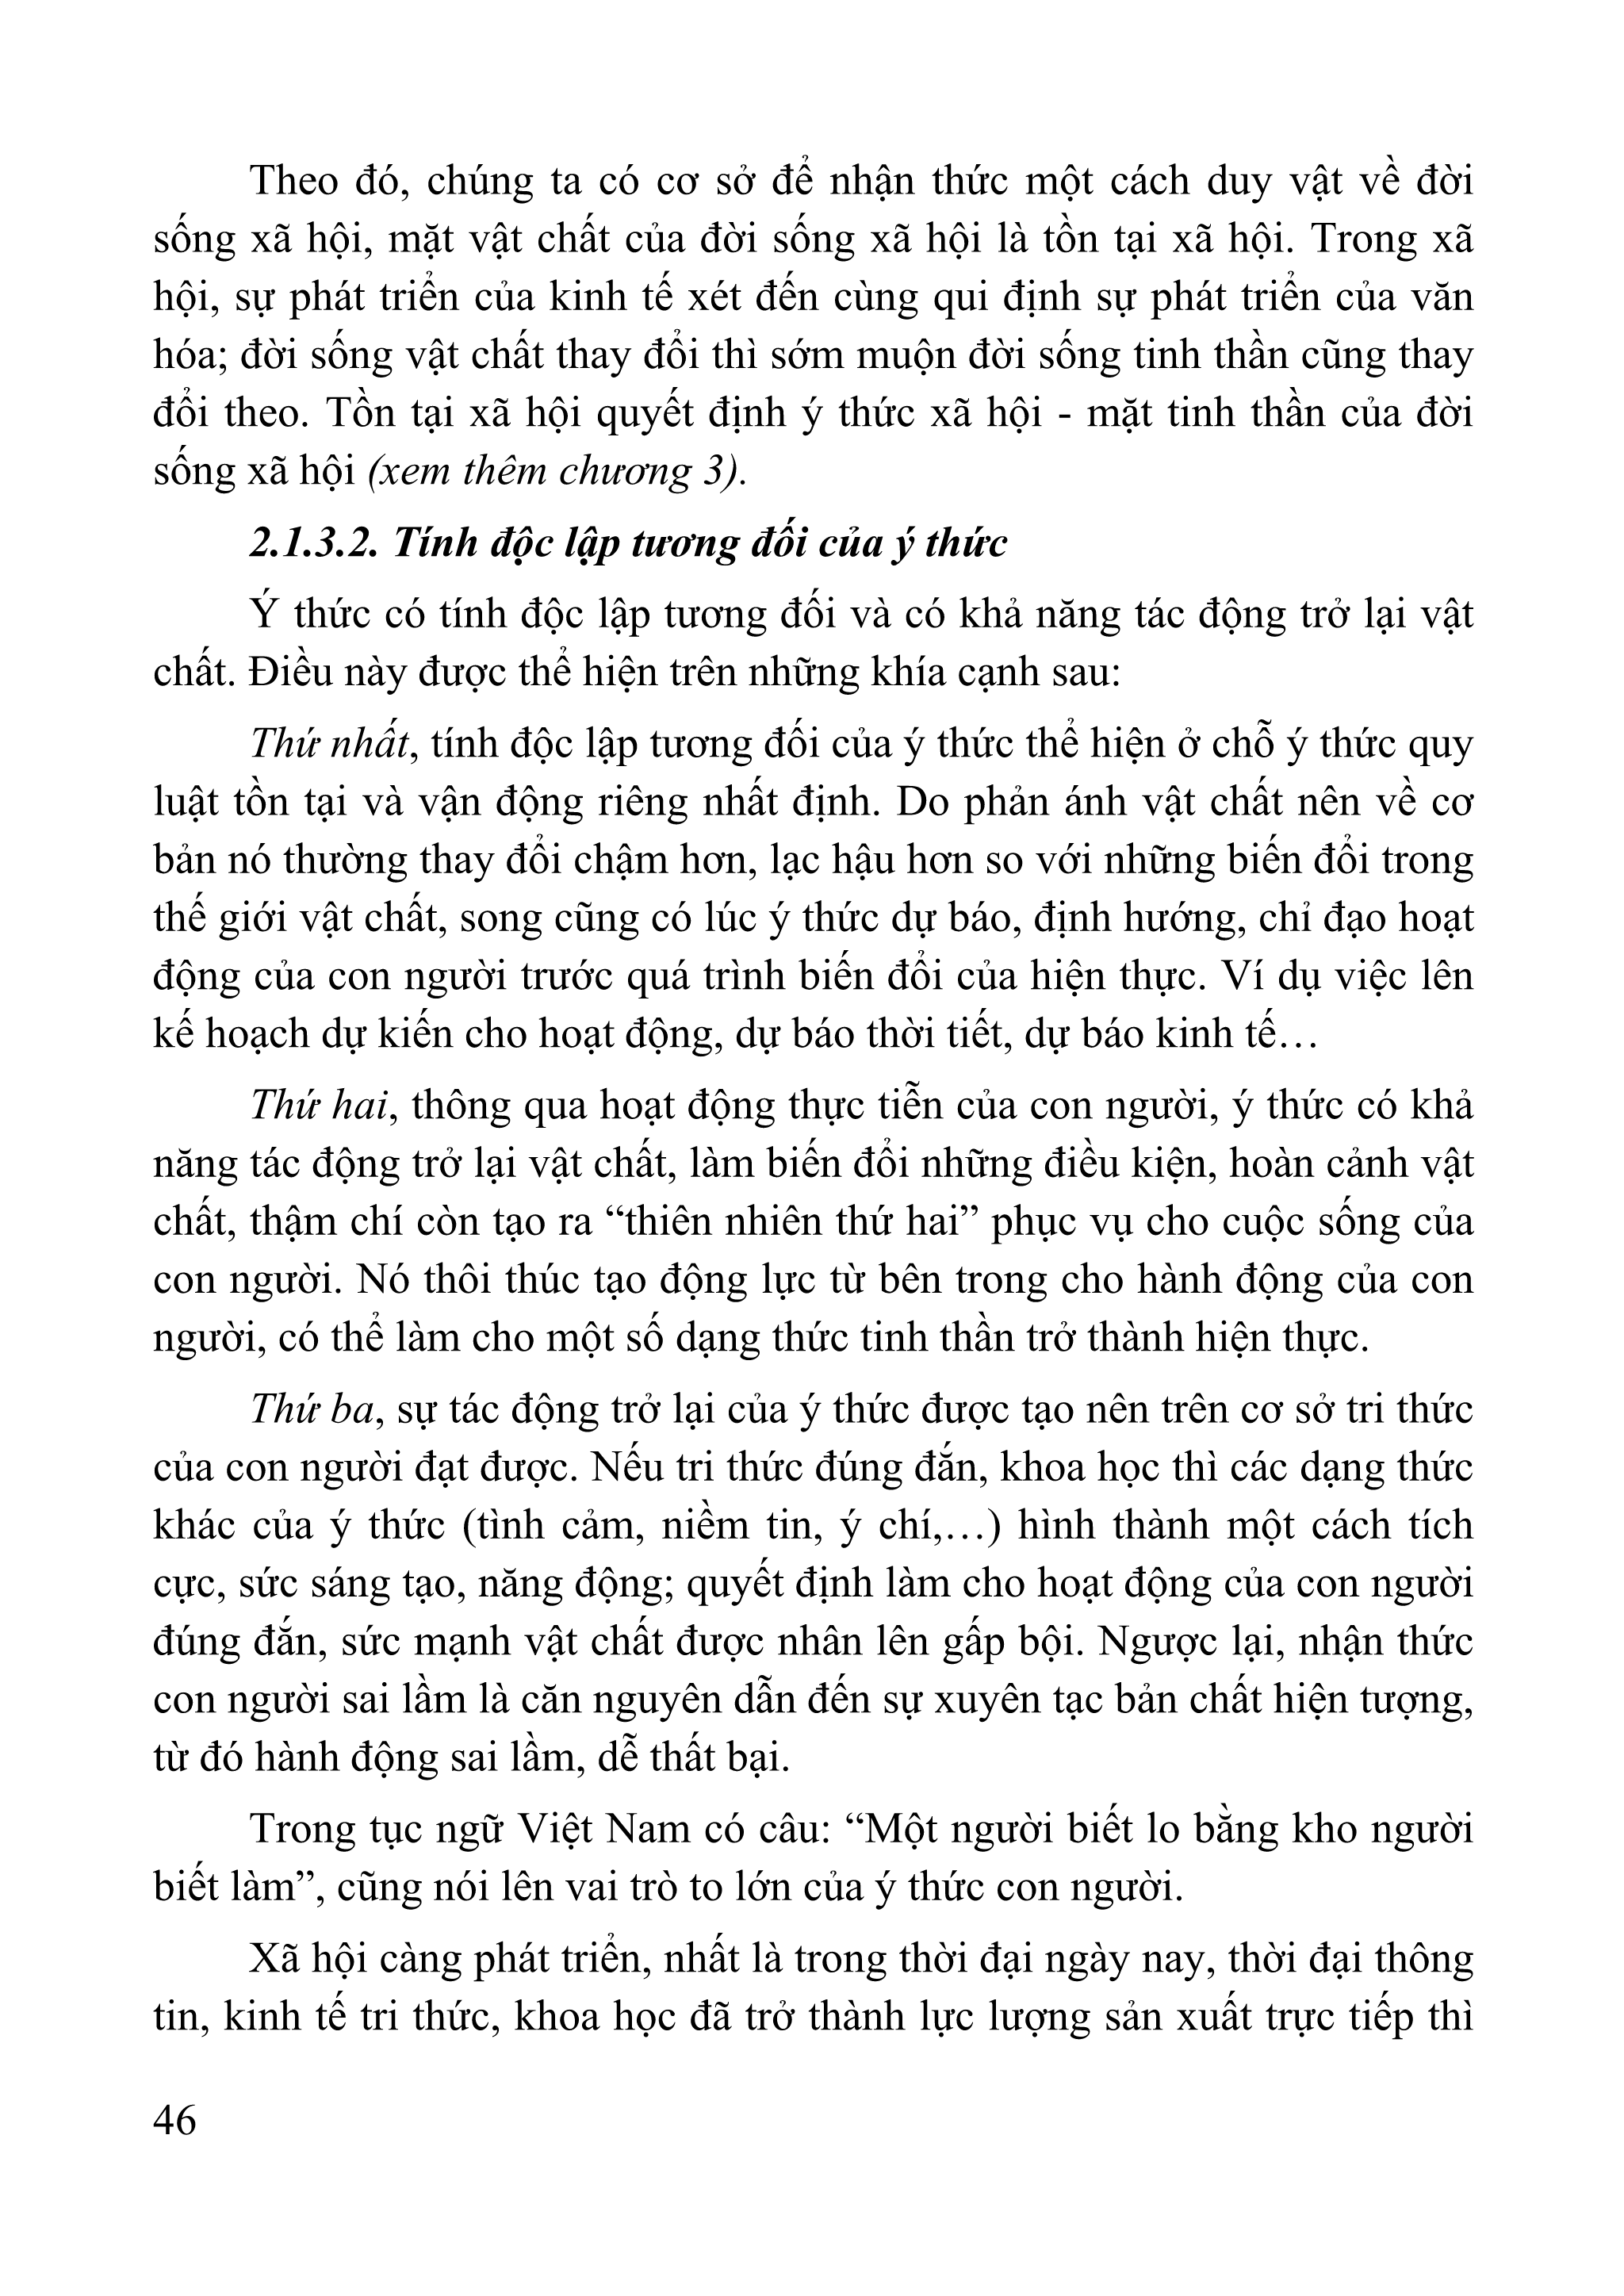 Theo đó, chúng ta có cơ sở để nhận thức một cách duy vật về đời
sống xã hội, mặt vật chất của đời sống xã hội là tồn tại xã hội. Trong xã
hội, sự phát triển của kinh tế xét đến cùng qui định sự phát triển của văn
hóa; đời sống vật chất thay đổi thì sớm muộn đời sống tinh thần cũng thay
đổi theo. Tồn tại xã hội quyết định ý thức xã hội - mặt tinh thần của đời
sống xã hội (xem thêm chương 3).
2.1.3.2. Tính độc lập tương đối của ý thức
Ý thức có tính độc lập tương đối và có khả năng tác động trở lại vật
chất. Điều này được thể hiện trên những khía cạnh sau:
Thứ nhất, tính độc lập tương đối của ý thức thể hiện ở chỗ ý thức quy
luật tồn tại và vận động riêng nhất định. Do phản ánh vật chất nên về cơ
bản nó thường thay đổi chậm hơn, lạc hậu hơn so với những biến đổi trong
thế giới vật chất, song cũng có lúc ý thức dự báo, định hướng, chỉ đạo hoạt
động của con người trước quá trình biến đổi của hiện thực. Ví dụ việc lên
kế hoạch dự kiến cho hoạt động, dự báo thời tiết, dự báo kinh tế…
Thứ hai, thông qua hoạt động thực tiễn của con người, ý thức có khả
năng tác động trở lại vật chất, làm biến đổi những điều kiện, hoàn cảnh vật
chất, thậm chí còn tạo ra “thiên nhiên thứ hai” phục vụ cho cuộc sống của
con người. Nó thôi thúc tạo động lực từ bên trong cho hành động của con
người, có thể làm cho một số dạng thức tinh thần trở thành hiện thực.
Thứ ba, sự tác động trở lại của ý thức được tạo nên trên cơ sở tri thức
của con người đạt được. Nếu tri thức đúng đắn, khoa học thì các dạng thức
khác của ý thức (tình cảm, niềm tin, ý chí,…) hình thành một cách tích
cực, sức sáng tạo, năng động; quyết định làm cho hoạt động của con người
đúng đắn, sức mạnh vật chất được nhân lên gấp bội. Ngược lại, nhận thức
con người sai lầm là căn nguyên dẫn đến sự xuyên tạc bản chất hiện tượng,
từ đó hành động sai lầm, dễ thất bại.
Trong tục ngữ Việt Nam có câu: “Một người biết lo bằng kho người
biết làm”, cũng nói lên vai trò to lớn của ý thức con người.
Xã hội càng phát triển, nhất là trong thời đại ngày nay, thời đại thông
tin, kinh tế tri thức, khoa học đã trở thành lực lượng sản xuất trực tiếp thì
46